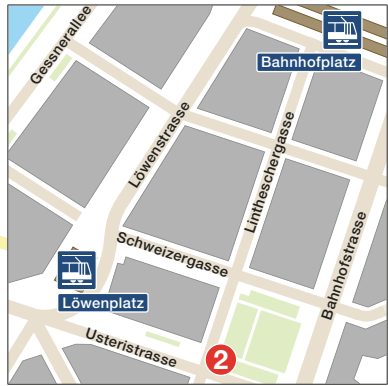 Bahnhofplatz
Gessnerallee
Löwenstrasse
Lintheschergasse
Bahnhofstrasse
Schweizergasse
Löwenplatz
Usteristrasse
2